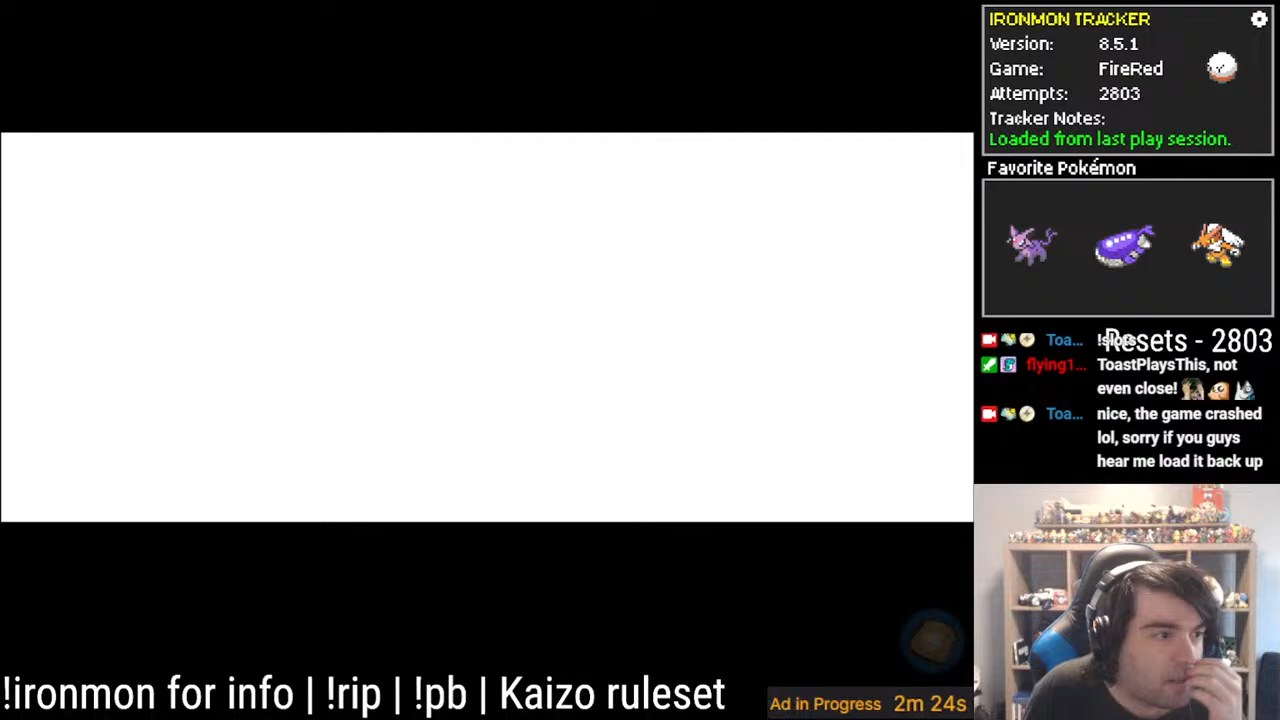 IRONMON TRACKER
Version: 8.5.1
Game: FireRed
Attempts: 2803
Tracker Notes:
Loaded from last play session.
Favorite Pokémon
Resets - 2803
Toa... !slots
flying1... ToastPlaysThis, not
even close!
Toa... nice, the game crashed
lol, sorry if you guys
hear me load it back up
!ironmon for info | !rip | !pb | Kaizo ruleset
Ad in Progress 2m 24s